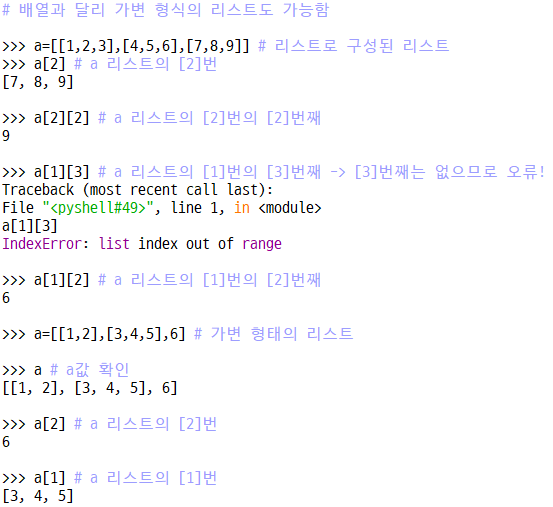 # 배열과 달리 가변 형식의 리스트도 가능함
>>> a=[[1,2,3],[4,5,6],[7,8,9]] # 리스트로 구성된 리스트
>>> a[2] # a 리스트의 [2]번
[7, 8, 9]
>>> a[2][2] # a 리스트의 [2]번의 [2]번째
9
>>> a[1][3] # a 리스트의 [1]번의 [3]번째 -> [3]번째는 없으므로 오류!
Traceback (most recent call last):
File "<pyshell#49>", line 1, in <module>
a[1][3]
IndexError: list index out of range
>>> a[1][2] # a 리스트의 [1]번의 [2]번째
6
>>> a=[[1,2],[3,4,5],6] # 가변 형태의 리스트
>>> a # a값 확인
[[1, 2], [3, 4, 5], 6]
>>> a[2] # a 리스트의 [2]번
6
>>> a[1] # a 리스트의 [1]번
[3, 4, 5]